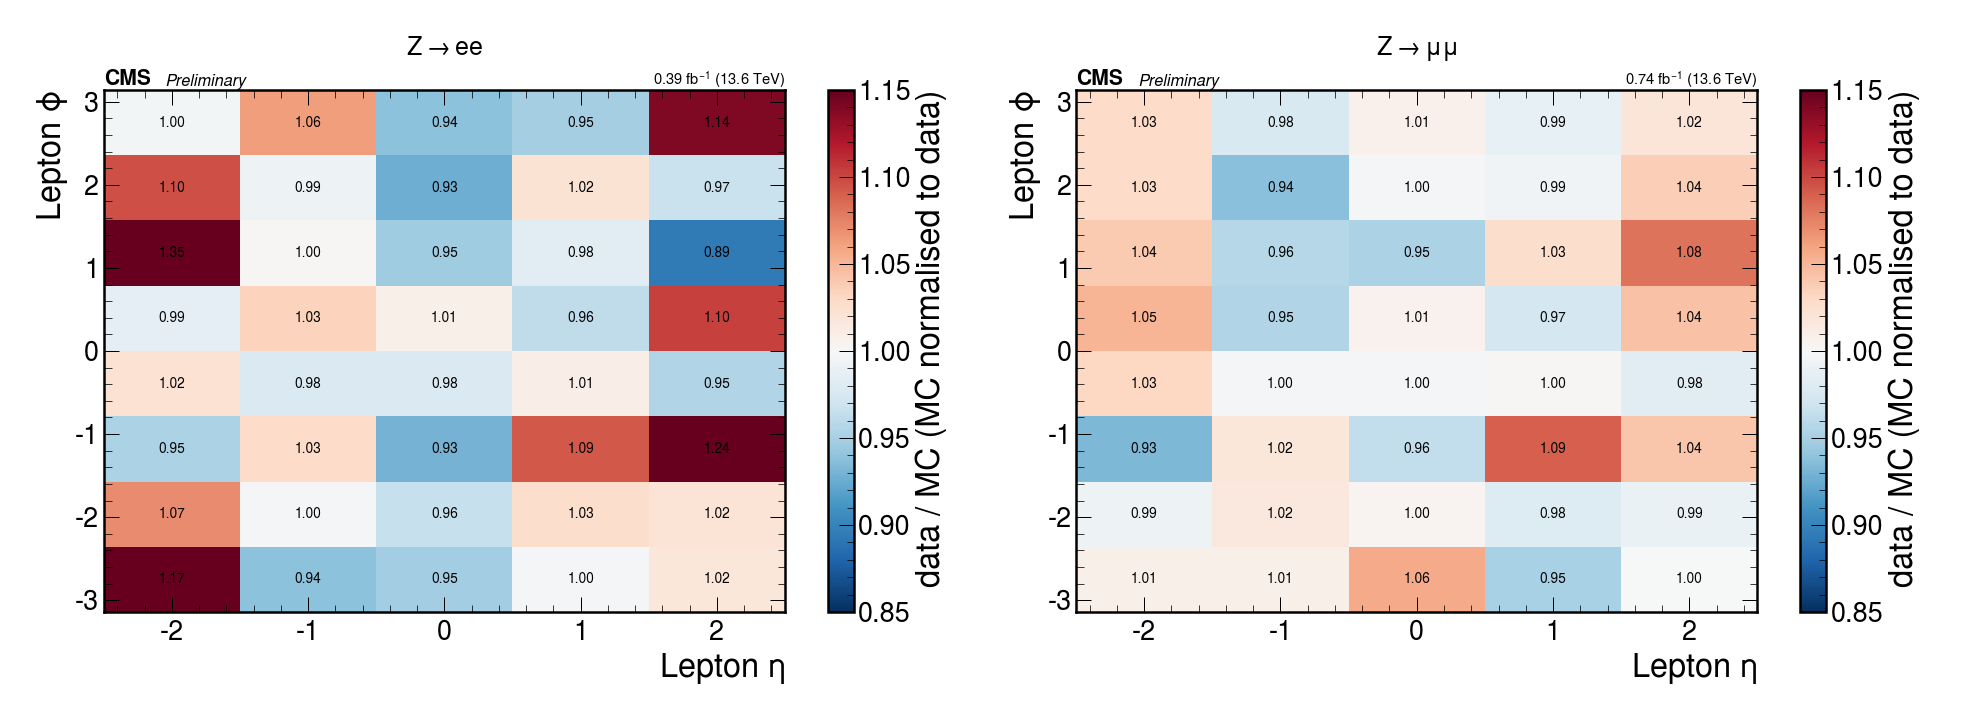 Z → ee
CMS Preliminary 0.39 fb⁻¹ (13.6 TeV)
Lepton ϕ
3
2
1
0
-1
-2
-3
1.00 1.06 0.94 0.95 1.14
1.10 0.99 0.93 1.02 0.97
1.35 1.00 0.95 0.98 0.89
0.99 1.03 1.01 0.96 1.10
1.02 0.98 0.98 1.01 0.95
0.95 1.03 0.93 1.09 1.24
1.07 1.00 0.96 1.03 1.02
1.17 0.94 0.95 1.00 1.02
-2 -1 0 1 2
Lepton η
1.15
1.10
1.05
1.00
0.95
0.90
0.85
data / MC (MC normalised to data)
Z → μμ
CMS Preliminary 0.74 fb⁻¹ (13.6 TeV)
Lepton ϕ
3
2
1
0
-1
-2
-3
1.03 0.98 1.01 0.99 1.02
1.03 0.94 1.00 0.99 1.04
1.04 0.96 0.95 1.03 1.08
1.05 0.95 1.01 0.97 1.04
1.03 1.00 1.00 1.00 0.98
0.93 1.02 0.96 1.09 1.04
0.99 1.02 1.00 0.98 0.99
1.01 1.01 1.06 0.95 1.00
-2 -1 0 1 2
Lepton η
1.15
1.10
1.05
1.00
0.95
0.90
0.85
data / MC (MC normalised to data)